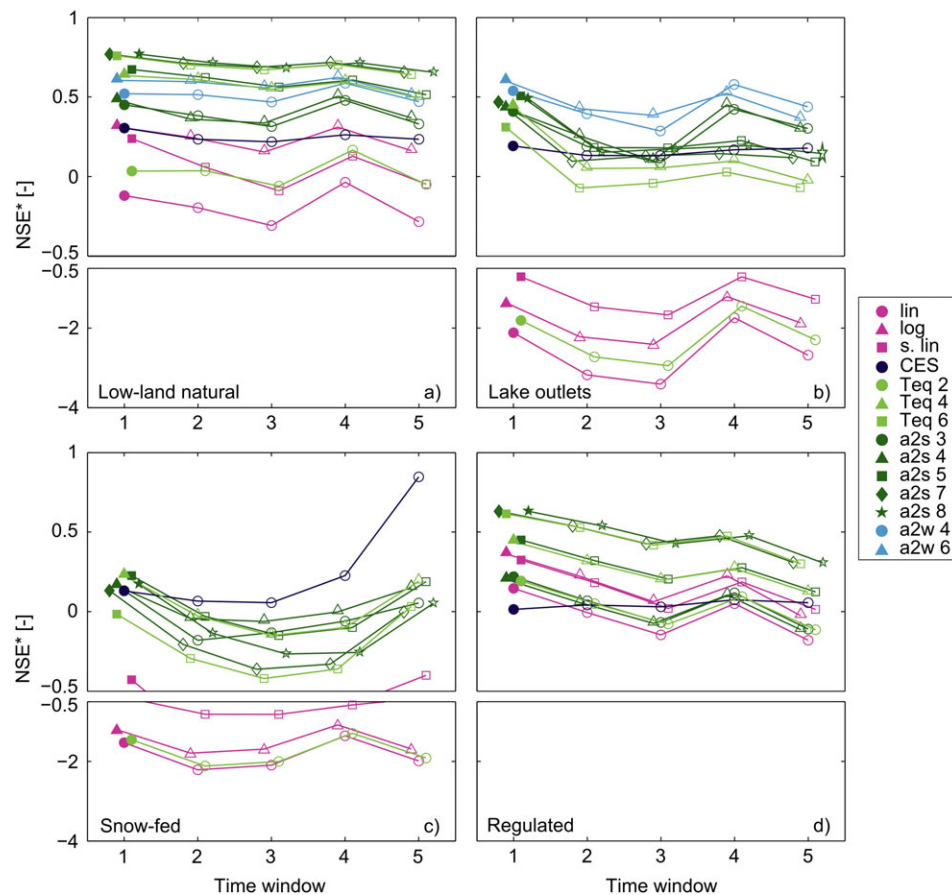 1
0.5
0
−0.5
NSE* [-]
−0.5
−2
−4
Low-land natural
a)
Lake outlets
b)
1 2 3 4 5
1 2 3 4 5
1
0.5
0
−0.5
NSE* [-]
−0.5
−2
−4
Snow-fed
c)
Regulated
d)
1 2 3 4 5
1 2 3 4 5
Time window
Time window
lin
log
s. lin
CES
Teq 2
Teq 4
Teq 6
a2s 3
a2s 4
a2s 5
a2s 7
a2s 8
a2w 4
a2w 6